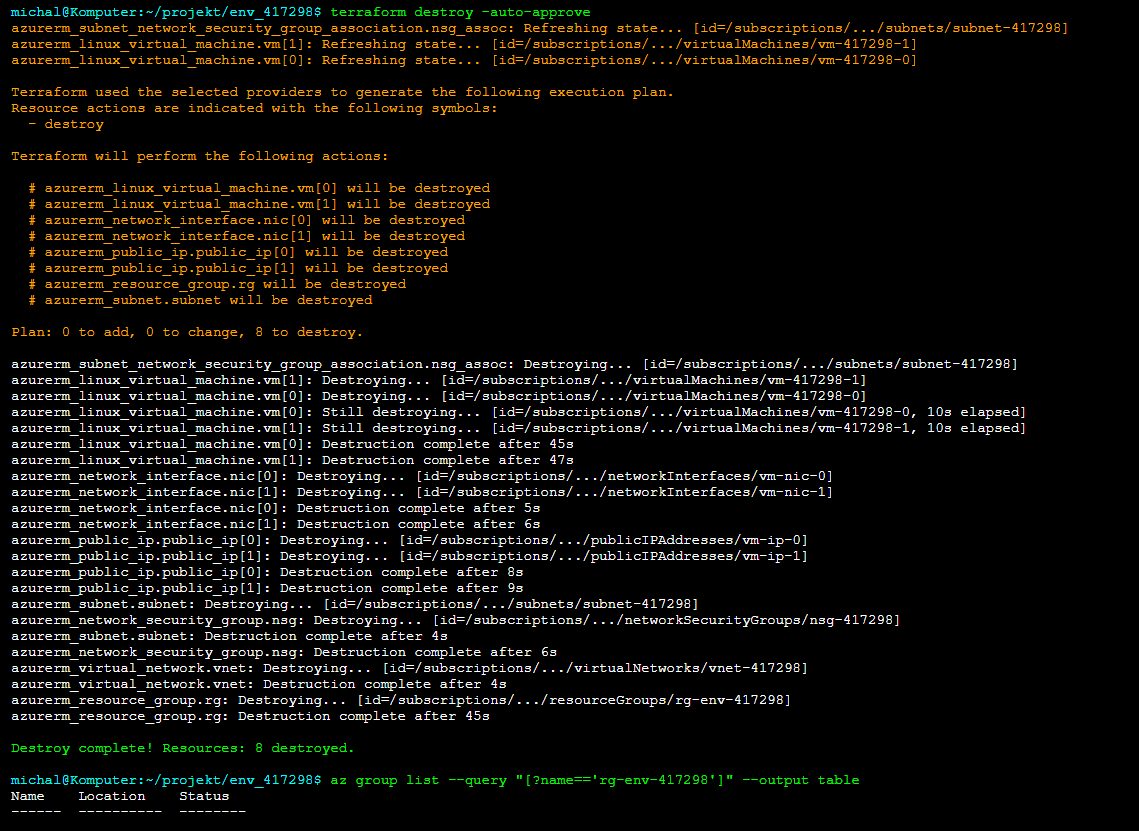 michal@Komputer:~/projekt/env_417298$ terraform destroy -auto-approve
azurerm_subnet_network_security_group_association.nsg_assoc: Refreshing state... [id=/subscriptions/.../subnets/subnet-417298]
azurerm_linux_virtual_machine.vm[1]: Refreshing state... [id=/subscriptions/.../virtualMachines/vm-417298-1]
azurerm_linux_virtual_machine.vm[0]: Refreshing state... [id=/subscriptions/.../virtualMachines/vm-417298-0]

Terraform used the selected providers to generate the following execution plan.
Resource actions are indicated with the following symbols:
  - destroy

Terraform will perform the following actions:

  # azurerm_linux_virtual_machine.vm[0] will be destroyed
  # azurerm_linux_virtual_machine.vm[1] will be destroyed
  # azurerm_network_interface.nic[0] will be destroyed
  # azurerm_network_interface.nic[1] will be destroyed
  # azurerm_public_ip.public_ip[0] will be destroyed
  # azurerm_public_ip.public_ip[1] will be destroyed
  # azurerm_resource_group.rg will be destroyed
  # azurerm_subnet.subnet will be destroyed

Plan: 0 to add, 0 to change, 8 to destroy.

azurerm_subnet_network_security_group_association.nsg_assoc: Destroying... [id=/subscriptions/.../subnets/subnet-417298]
azurerm_linux_virtual_machine.vm[1]: Destroying... [id=/subscriptions/.../virtualMachines/vm-417298-1]
azurerm_linux_virtual_machine.vm[0]: Destroying... [id=/subscriptions/.../virtualMachines/vm-417298-0]
azurerm_linux_virtual_machine.vm[0]: Still destroying... [id=/subscriptions/.../virtualMachines/vm-417298-0, 10s elapsed]
azurerm_linux_virtual_machine.vm[1]: Still destroying... [id=/subscriptions/.../virtualMachines/vm-417298-1, 10s elapsed]
azurerm_linux_virtual_machine.vm[0]: Destruction complete after 45s
azurerm_linux_virtual_machine.vm[1]: Destruction complete after 47s
azurerm_network_interface.nic[0]: Destroying... [id=/subscriptions/.../networkInterfaces/vm-nic-0]
azurerm_network_interface.nic[1]: Destroying... [id=/subscriptions/.../networkInterfaces/vm-nic-1]
azurerm_network_interface.nic[0]: Destruction complete after 5s
azurerm_network_interface.nic[1]: Destruction complete after 6s
azurerm_public_ip.public_ip[0]: Destroying... [id=/subscriptions/.../publicIPAddresses/vm-ip-0]
azurerm_public_ip.public_ip[1]: Destroying... [id=/subscriptions/.../publicIPAddresses/vm-ip-1]
azurerm_public_ip.public_ip[0]: Destruction complete after 8s
azurerm_public_ip.public_ip[1]: Destruction complete after 9s
azurerm_subnet.subnet: Destroying... [id=/subscriptions/.../subnets/subnet-417298]
azurerm_network_security_group.nsg: Destroying... [id=/subscriptions/.../networkSecurityGroups/nsg-417298]
azurerm_subnet.subnet: Destruction complete after 4s
azurerm_network_security_group.nsg: Destruction complete after 6s
azurerm_virtual_network.vnet: Destroying... [id=/subscriptions/.../virtualNetworks/vnet-417298]
azurerm_virtual_network.vnet: Destruction complete after 4s
azurerm_resource_group.rg: Destroying... [id=/subscriptions/.../resourceGroups/rg-env-417298]
azurerm_resource_group.rg: Destruction complete after 45s

Destroy complete! Resources: 8 destroyed.

michal@Komputer:~/projekt/env_417298$ az group list --query "[?name=='rg-env-417298']" --output table
Name    Location    Status
------  ----------  --------